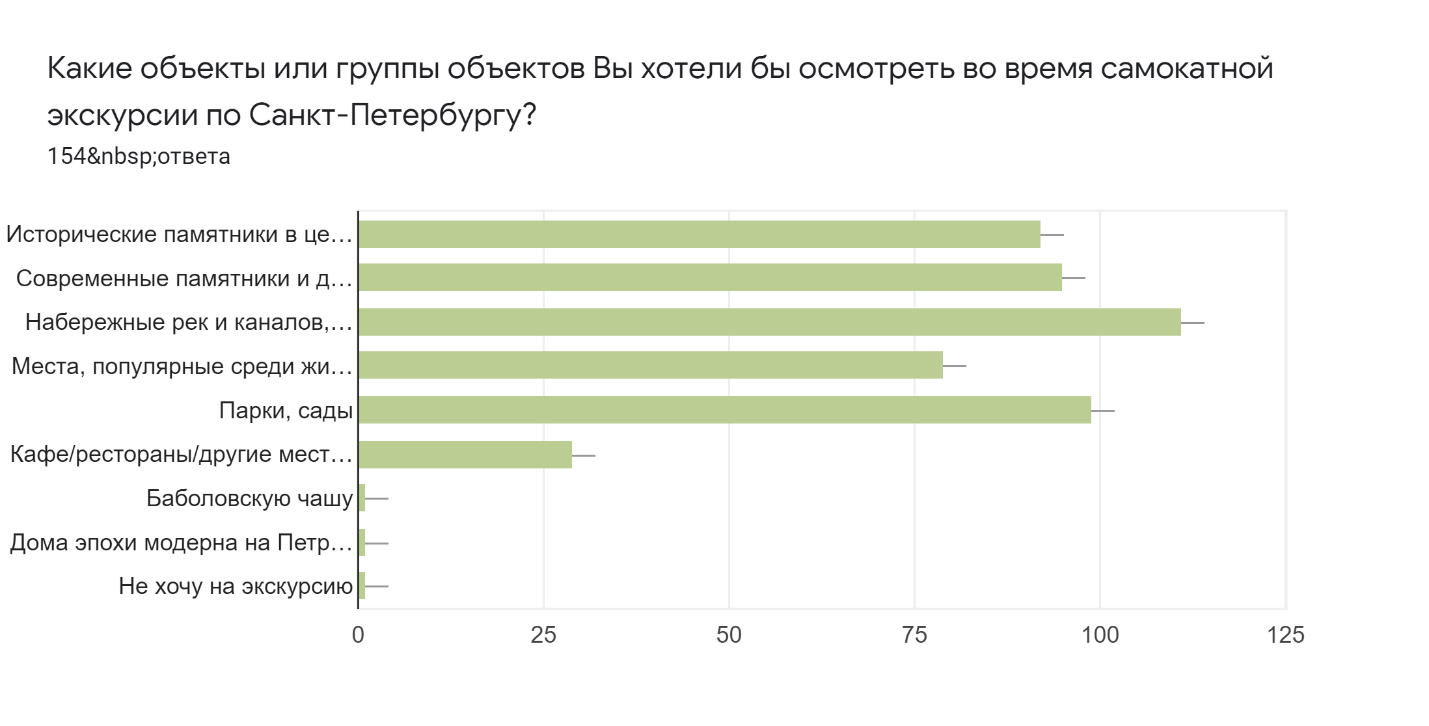 Какие объекты или группы объектов Вы хотели бы осмотреть во время самокатной
экскурсии по Санкт-Петербургу?
154&nbsp;ответа
Исторические памятники в це…
Современные памятники и д…
Набережные рек и каналов,…
Места, популярные среди жи…
Парки, сады
Кафе/рестораны/другие мест…
Баболовскую чашу
Дома эпохи модерна на Петр…
Не хочу на экскурсию
0 25 50 75 100 125